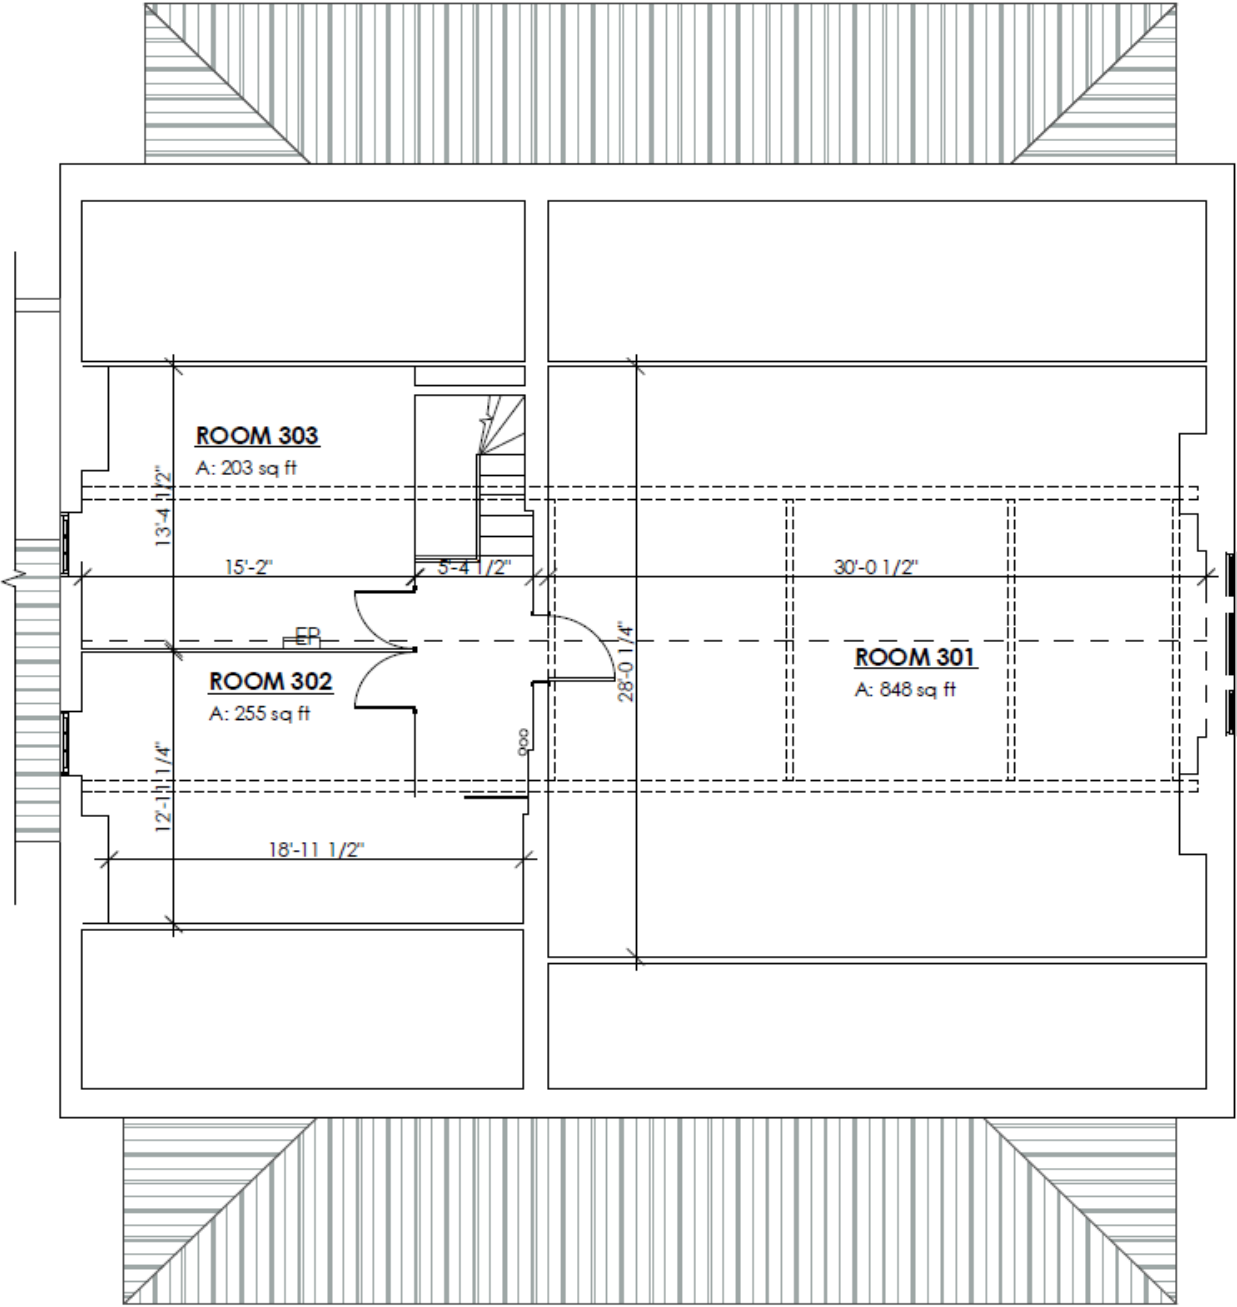 ROOM 303
A: 203 sq ft
13'-4 1/2"
15'-2"
5'-4 1/2"
30'-0 1/2"
EP
28'-0 1/4"
ROOM 301
A: 848 sq ft
ROOM 302
A: 255 sq ft
12'-11 1/4"
18'-11 1/2"